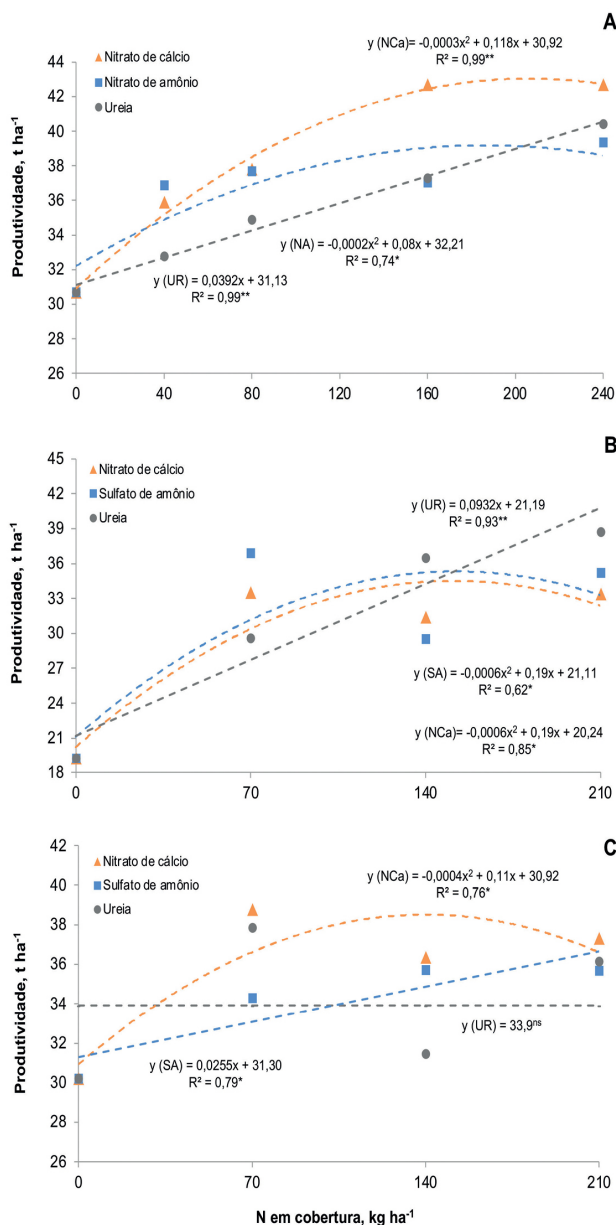 A
y (NCa) = -0,0003x² + 0,118x + 30,92
R² = 0,99**
Nitrato de cálcio
Nitrato de amônio
Ureia
Produtividade, t ha⁻¹
44
42
40
38
36
34
32
30
28
26
y (NA) = -0,0002x² + 0,08x + 32,21
R² = 0,74*
y (UR) = 0,0392x + 31,13
R² = 0,99**
0 40 80 120 160 200 240
B
Nitrato de cálcio
Sulfato de amônio
Ureia
y (UR) = 0,0932x + 21,19
R² = 0,93**
Produtividade, t ha⁻¹
45
42
39
36
33
30
27
24
21
18
y (SA) = -0,0006x² + 0,19x + 21,11
R² = 0,62*
y (NCa)= -0,0006x² + 0,19x + 20,24
R² = 0,85*
0 70 140 210
C
Nitrato de cálcio
Sulfato de amônio
Ureia
y (NCa) = -0,0004x² + 0,11x + 30,92
R² = 0,76*
Produtividade, t ha⁻¹
42
40
38
36
34
32
30
28
26
y (UR) = 33,9ⁿˢ
y (SA) = 0,0255x + 31,30
R² = 0,79*
0 70 140 210
N em cobertura, kg ha⁻¹